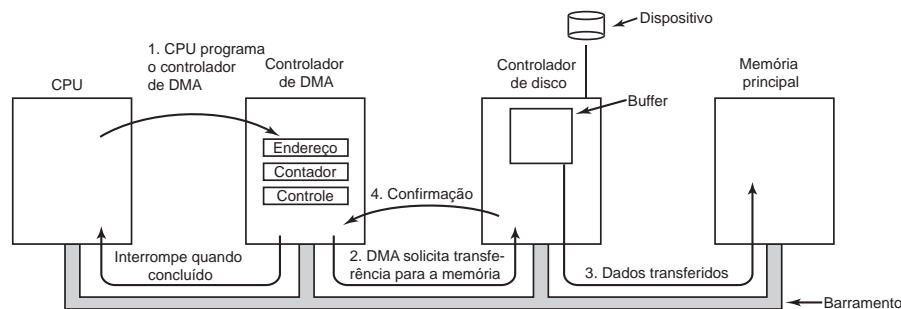 Dispositivo
1. CPU programa
o controlador
de DMA
CPU
Controlador
de DMA
Controlador
de disco
Memória
principal
Buffer
Endereço
Contador
Controle
4. Confirmação
Interrompe quando
concluído
2. DMA solicita transfe-
rência para a memória
3. Dados transferidos
Barramento